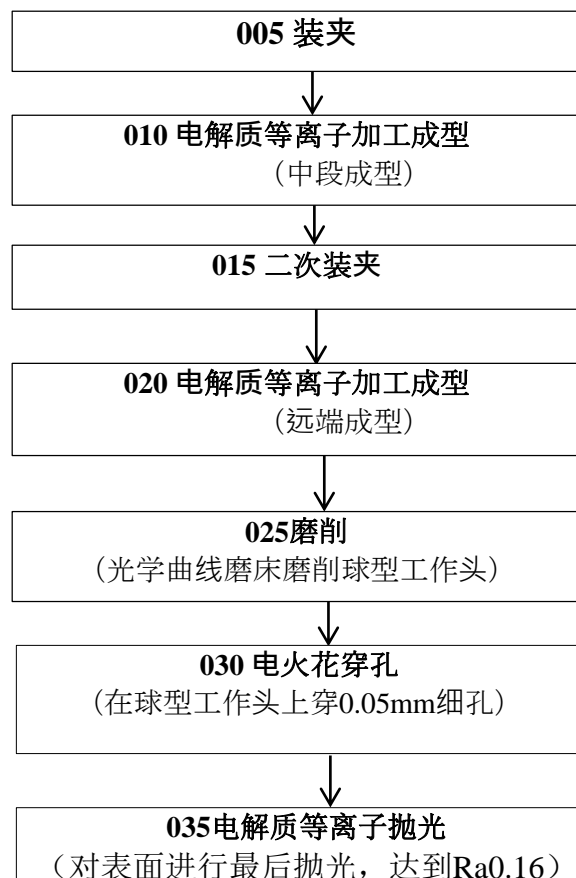 005 装夹
010 电解质等离子加工成型
（中段成型）
015 二次装夹
020 电解质等离子加工成型
（远端成型）
025磨削
（光学曲线磨床磨削球型工作头）
030 电火花穿孔
（在球型工作头上穿0.05mm细孔）
035电解质等离子抛光
（对表面进行最后抛光，达到Ra0.16）